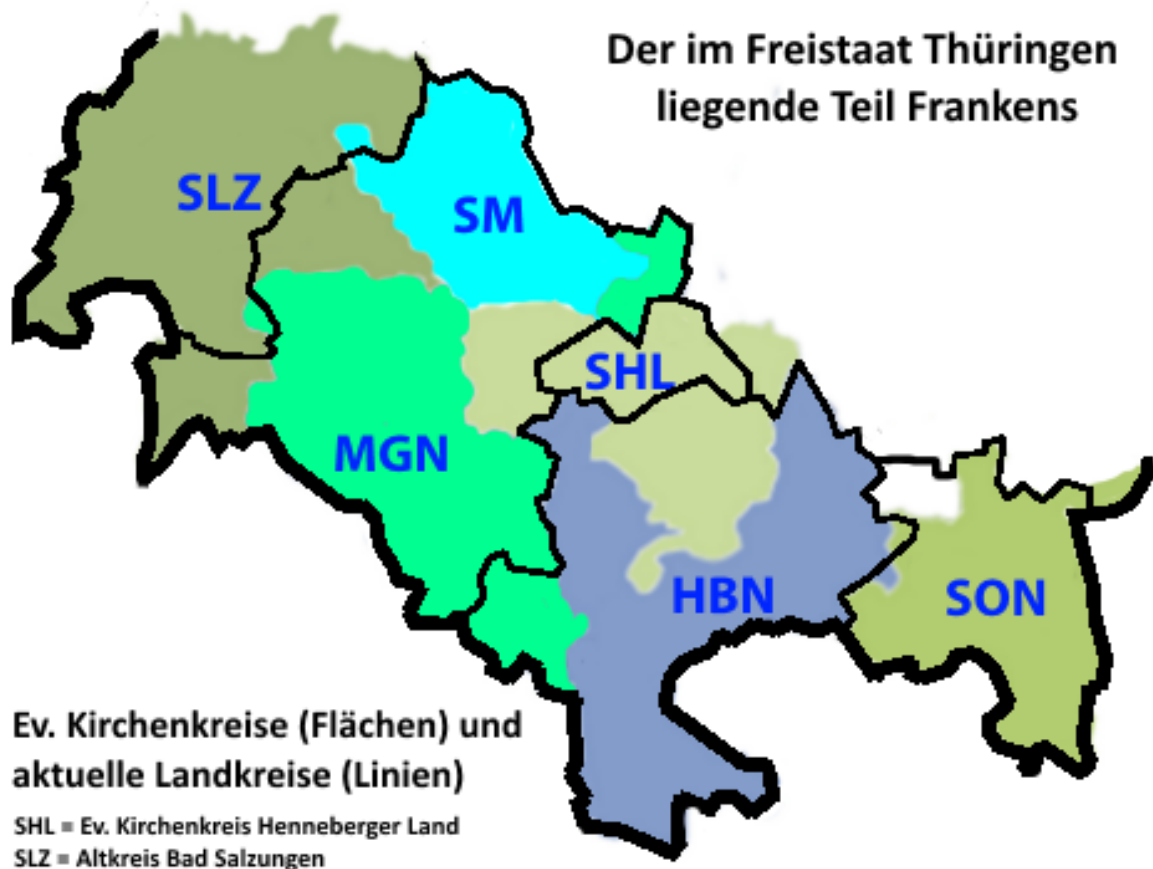 Der im Freistaat Thüringen
liegende Teil Frankens
SLZ
SM
SHL
MGN
HBN
SON
Ev. Kirchenkreise (Flächen) und
aktuelle Landkreise (Linien)
SHL = Ev. Kirchenkreis Henneberger Land
SLZ = Altkreis Bad Salzungen